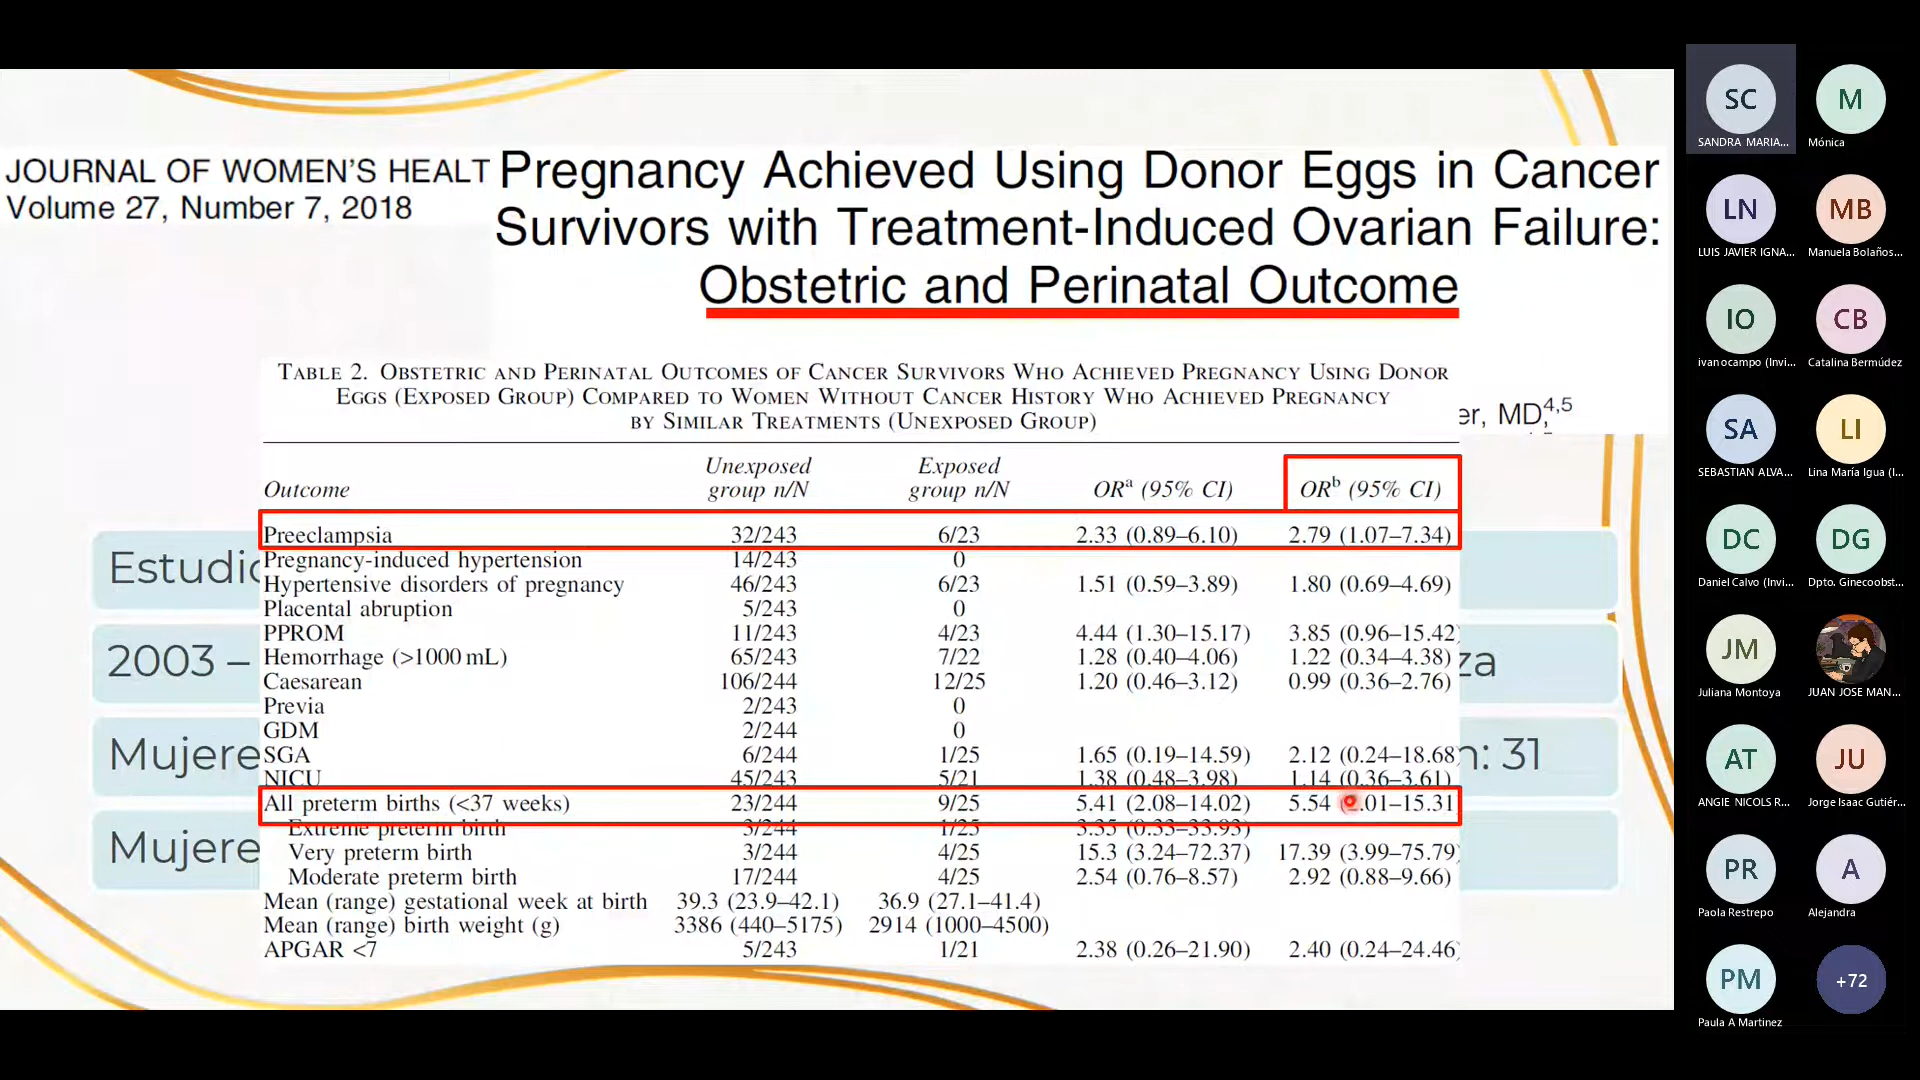 JOURNAL OF WOMEN'S HEALT
Volume 27, Number 7, 2018
Pregnancy Achieved Using Donor Eggs in Cancer
Survivors with Treatment-Induced Ovarian Failure:
Obstetric and Perinatal Outcome
er, MD,4,5
TABLE 2. OBSTETRIC AND PERINATAL OUTCOMES OF CANCER SURVIVORS WHO ACHIEVED PREGNANCY USING DONOR
EGGS (EXPOSED GROUP) COMPARED TO WOMEN WITHOUT CANCER HISTORY WHO ACHIEVED PREGNANCY
BY SIMILAR TREATMENTS (UNEXPOSED GROUP)
Outcome Unexposed group n/N Exposed group n/N ORa (95% CI) ORb (95% CI)
Preeclampsia 32/243 6/23 2.33 (0.89–6.10) 2.79 (1.07–7.34)
Pregnancy-induced hypertension 14/243 0
Hypertensive disorders of pregnancy 46/243 6/23 1.51 (0.59–3.89) 1.80 (0.69–4.69)
Placental abruption 5/243 0
PPROM 11/243 4/23 4.44 (1.30–15.17) 3.85 (0.96–15.42)
Hemorrhage (>1000 mL) 65/243 7/22 1.28 (0.40–4.06) 1.22 (0.34–4.38)
Caesarean 106/244 12/25 1.20 (0.46–3.12) 0.99 (0.36–2.76)
Previa 2/243 0
GDM 2/244 0
SGA 6/244 1/25 1.65 (0.19–14.59) 2.12 (0.24–18.68)
NICU 45/243 5/21 1.38 (0.48–3.98) 1.14 (0.36–3.61)
All preterm births (<37 weeks) 23/244 9/25 5.41 (2.08–14.02) 5.54 .01–15.31
Extreme preterm birth 3/244 1/25 3.35 (0.33–33.93)
Very preterm birth 3/244 4/25 15.3 (3.24–72.37) 17.39 (3.99–75.79)
Moderate preterm birth 17/244 4/25 2.54 (0.76–8.57) 2.92 (0.88–9.66)
Mean (range) gestational week at birth 39.3 (23.9–42.1) 36.9 (27.1–41.4)
Mean (range) birth weight (g) 3386 (440–5175) 2914 (1000–4500)
APGAR <7 5/243 1/21 2.38 (0.26–21.90) 2.40 (0.24–24.46)
Estudio
2003 – za
Mujere n: 31
Mujere
SC
SANDRA MARIA...
M
Mónica
LN
LUIS JAVIER IGNA...
MB
Manuela Bolaños...
IO
ivan ocampo (Invi...
CB
Catalina Bermúdez
SA
SEBASTIAN ALVA...
LI
Lina María Igua (I...
DC
Daniel Calvo (Invi...
DG
Dpto. Ginecoobst...
JM
Juliana Montoya
JUAN JOSE MAN...
AT
ANGIE NICOLS R...
JU
Jorge Isaac Gutiér...
PR
Paola Restrepo
A
Alejandra
PM
Paula A Martinez
+72